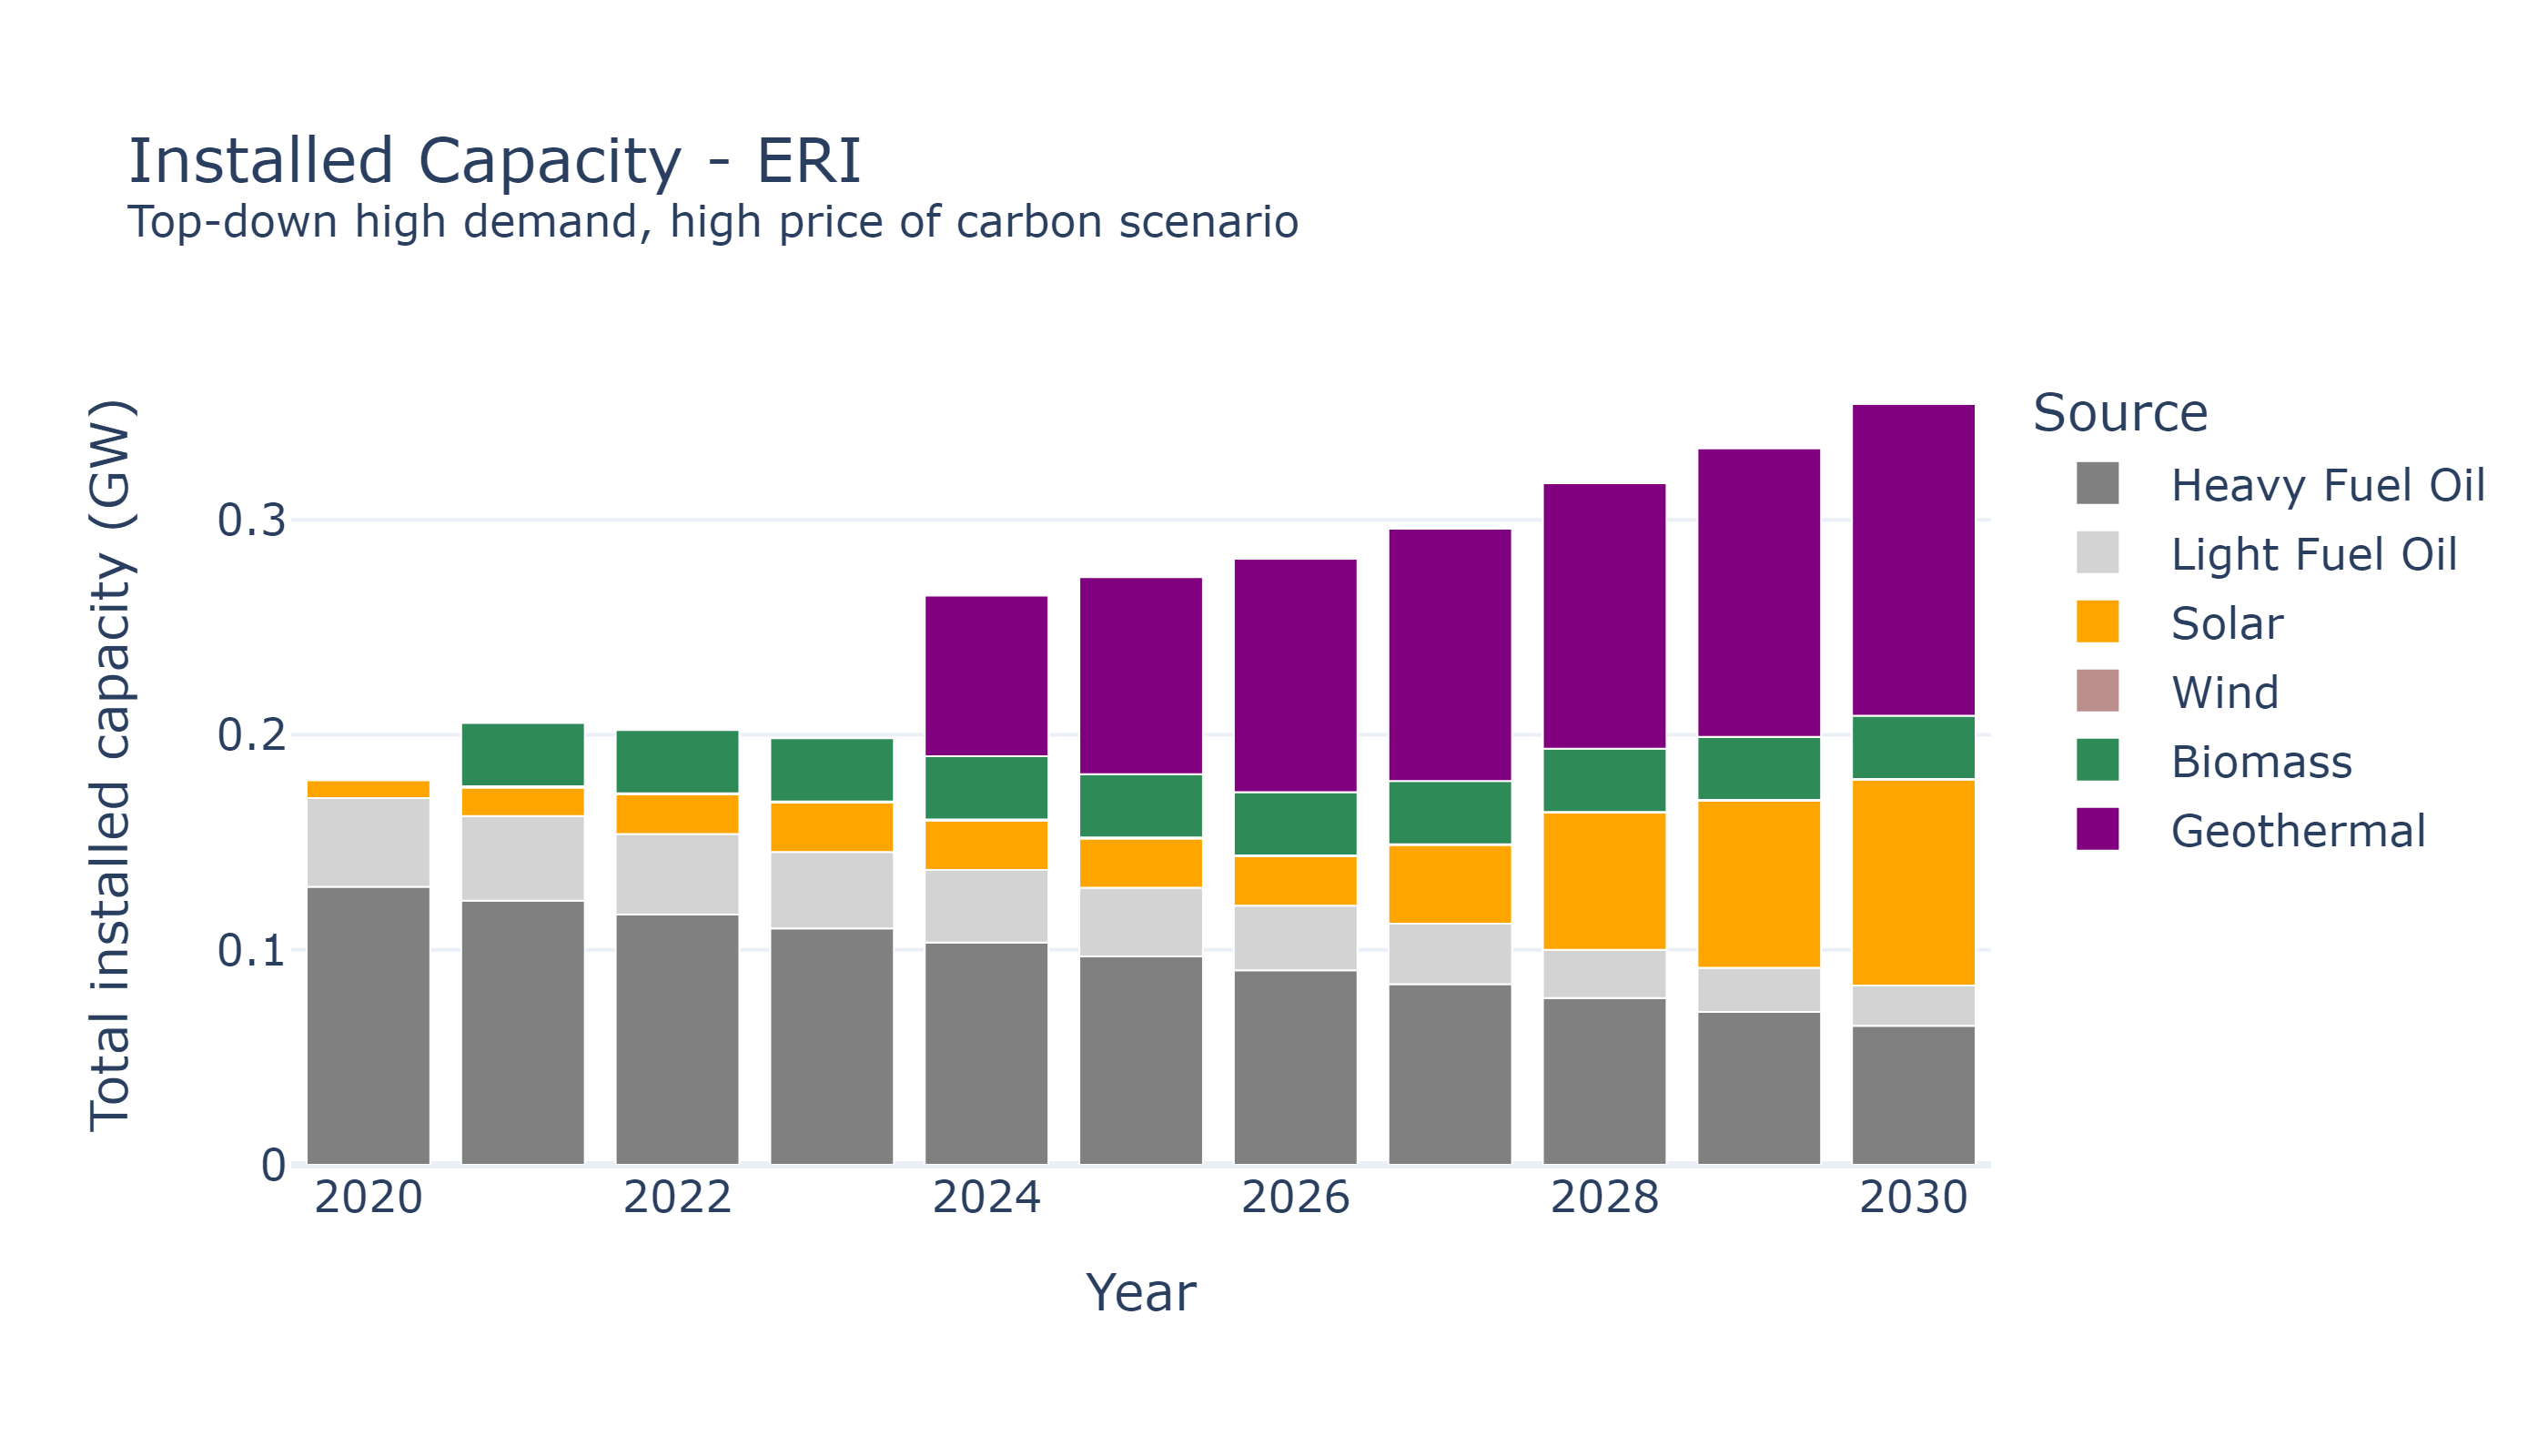 Installed Capacity - ERI
Top-down high demand, high price of carbon scenario
Total installed capacity (GW)
0.3
0.2
0.1
0
2020
2022
2024
2026
2028
2030
Year
Source
Heavy Fuel Oil
Light Fuel Oil
Solar
Wind
Biomass
Geothermal